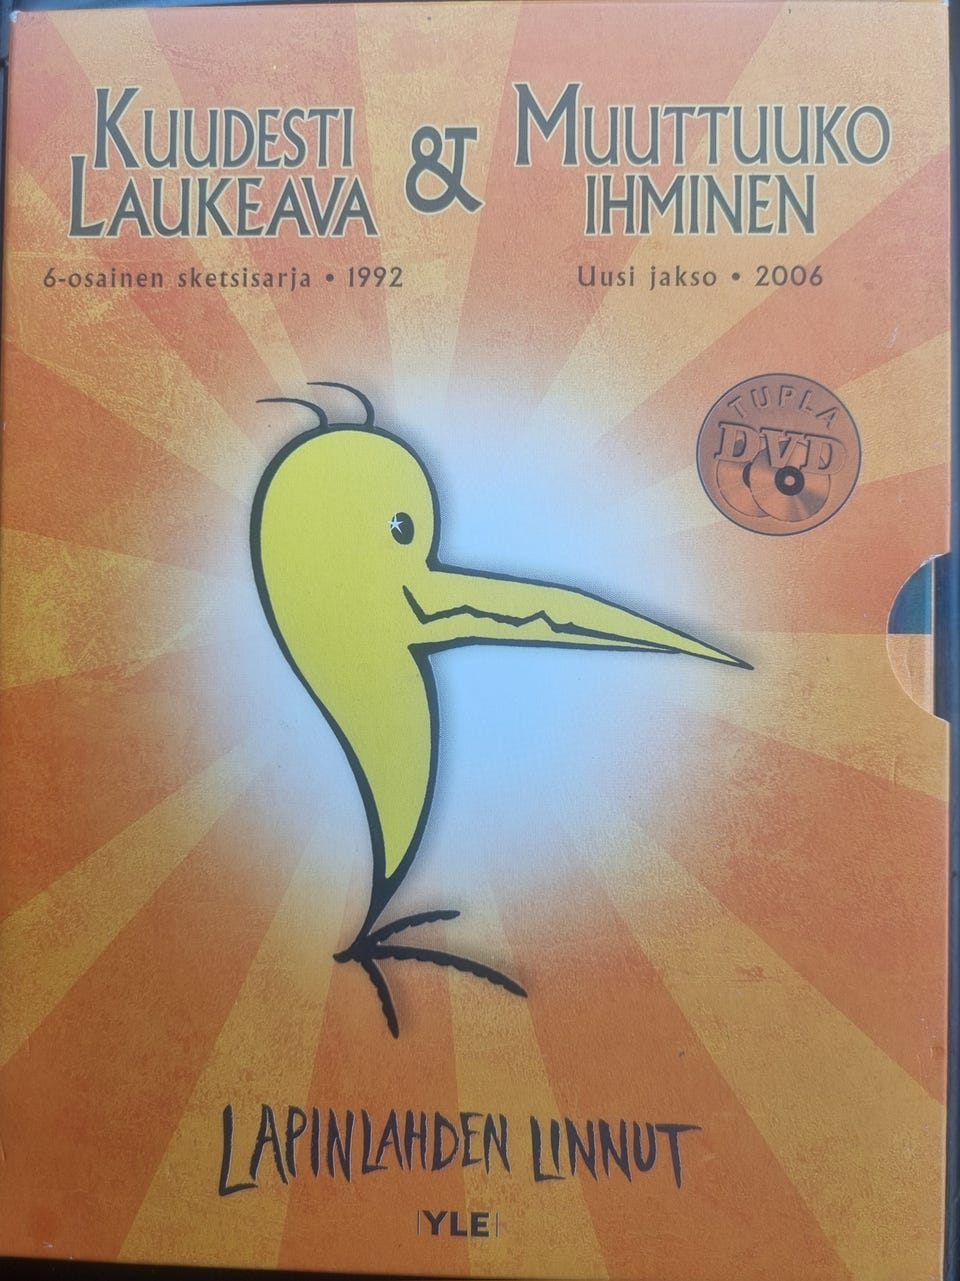 KUUDESTI
LAUKEAVA
&
MUUTTUUKO
IHMINEN
6-osainen sketsisarja • 1992
Uusi jakso • 2006
TUPLA
DVD
LAPINLAHDEN LINNUT
YLE